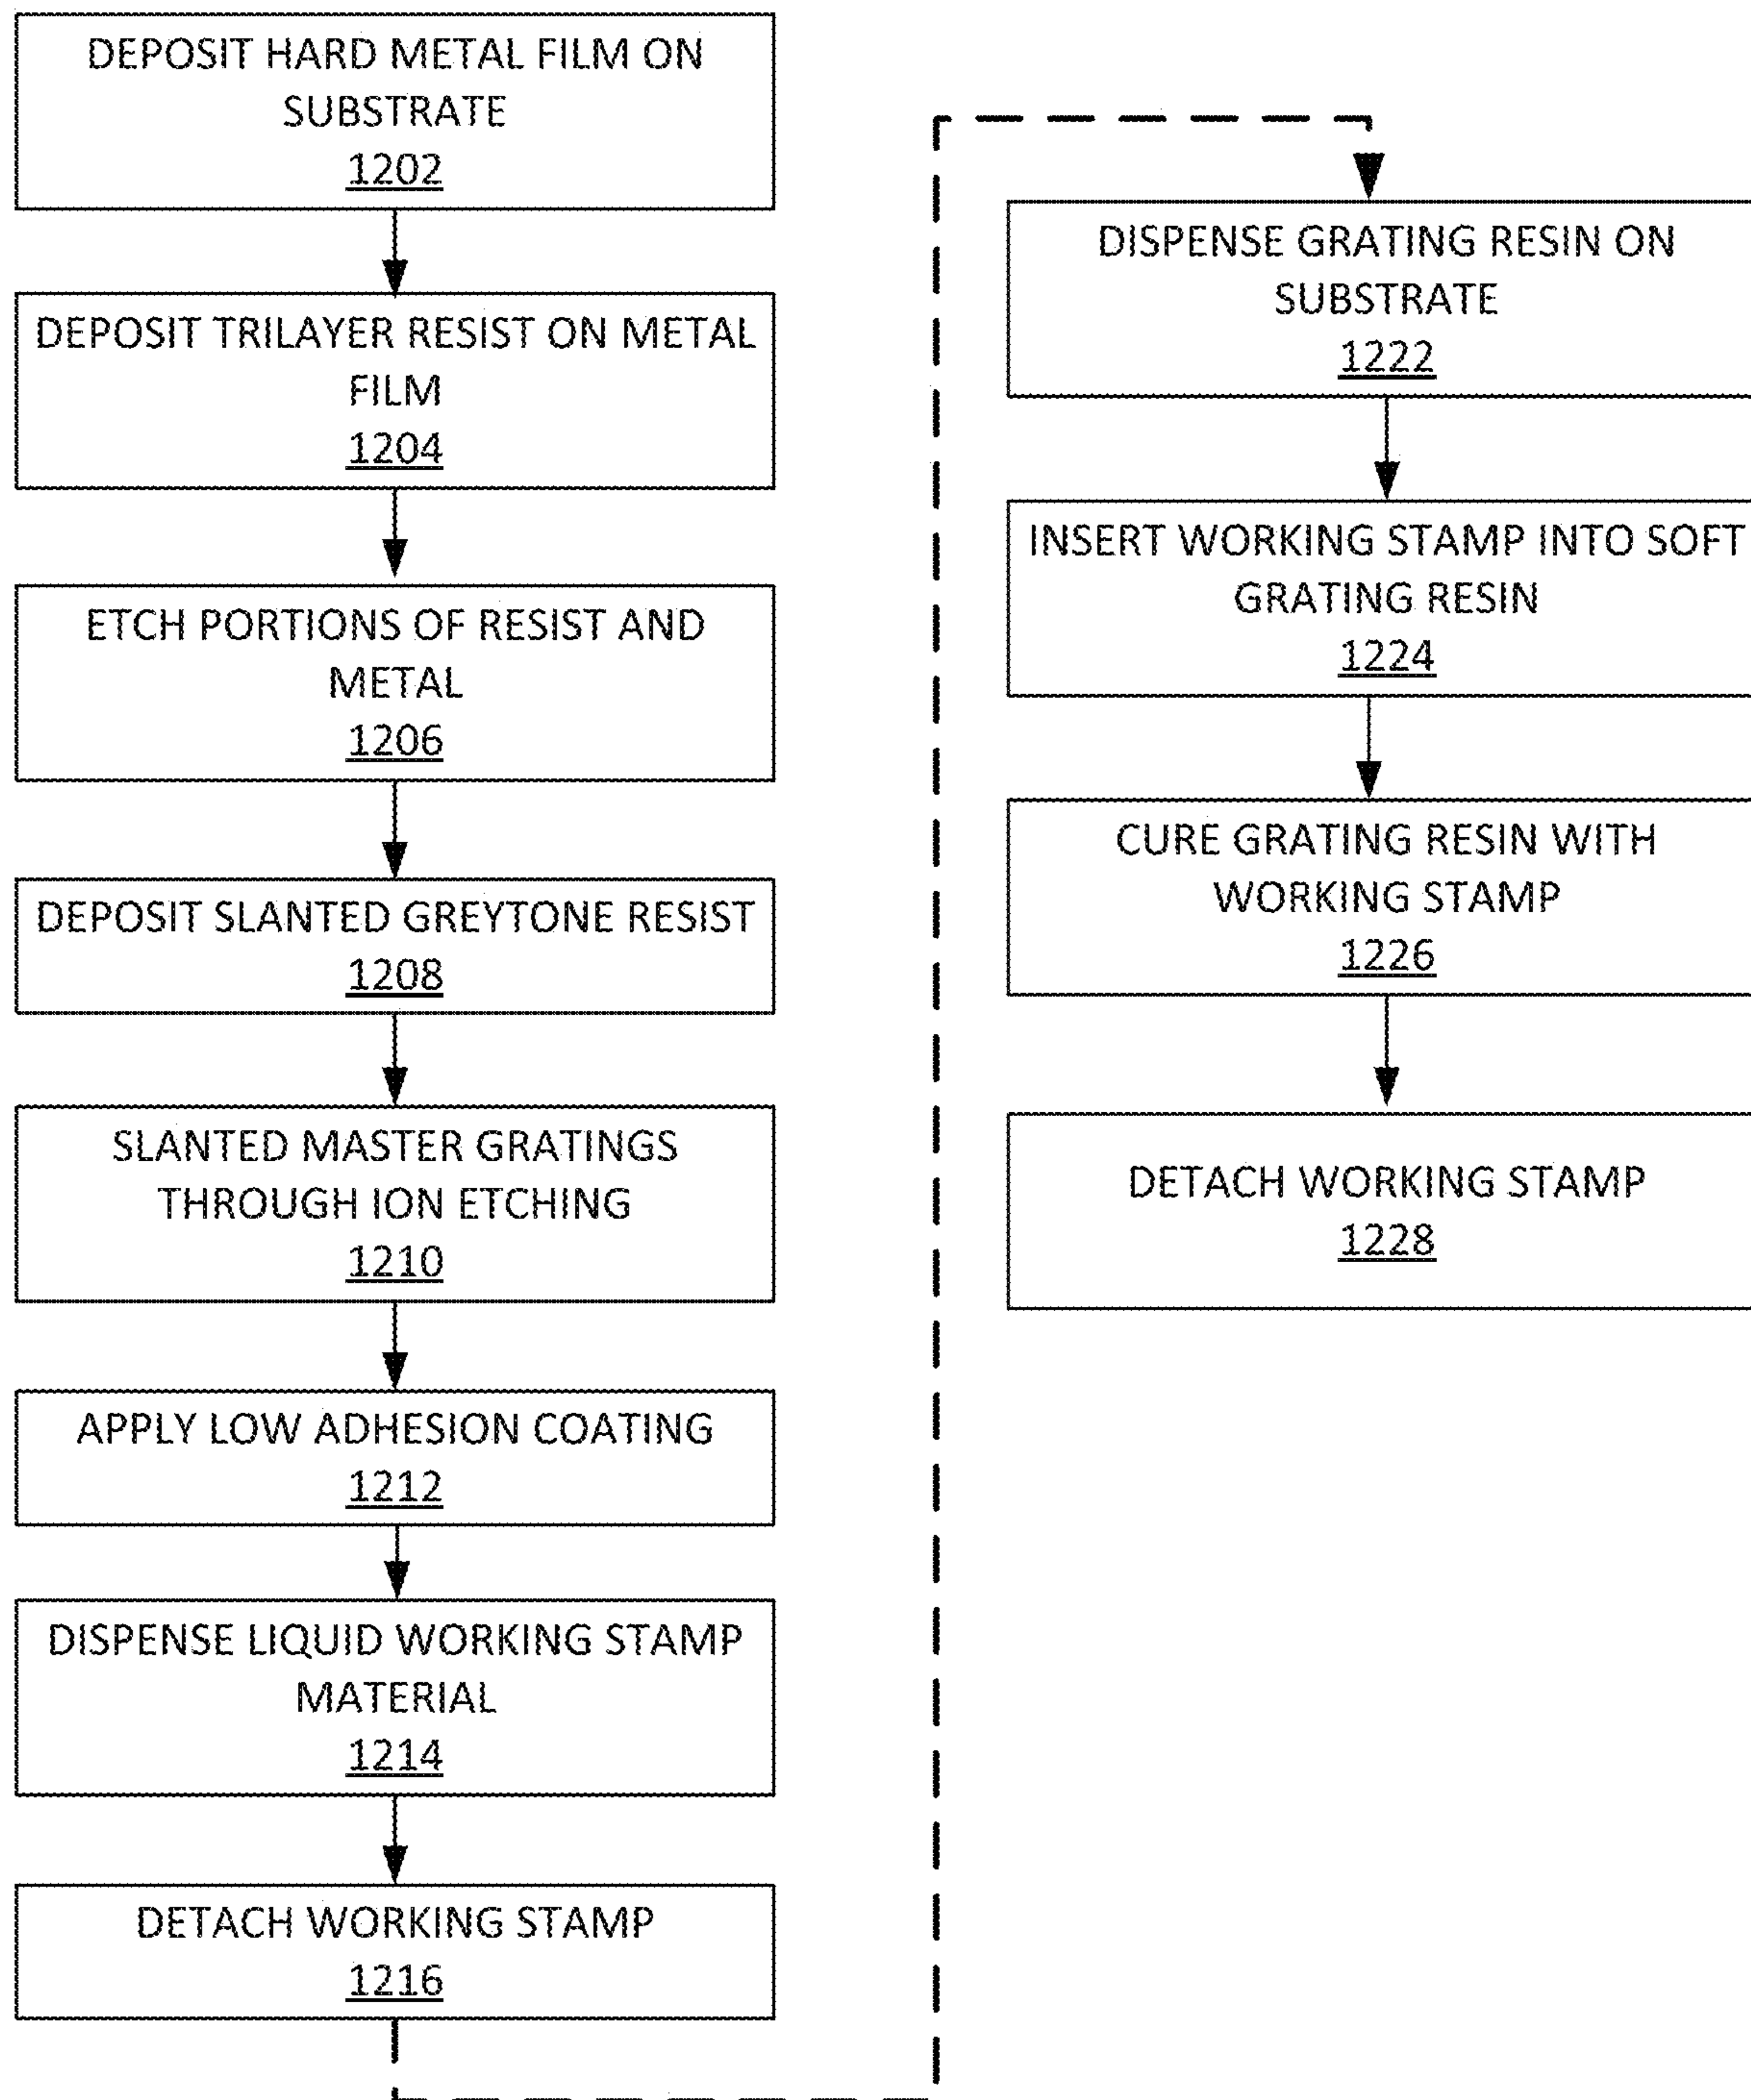 DEPOSIT HARD METAL FILM ON
SUBSTRATE
1202
DEPOSIT TRILAYER RESIST ON METAL
FILM
1204
ETCH PORTIONS OF RESIST AND
METAL
1206
DEPOSIT SLANTED GREYTONE RESIST
1208
SLANTED MASTER GRATINGS
THROUGH ION ETCHING
1210
APPLY LOW ADHESION COATING
1212
DISPENSE LIQUID WORKING STAMP
MATERIAL
1214
DETACH WORKING STAMP
1216
DISPENSE GRATING RESIN ON
SUBSTRATE
1222
INSERT WORKING STAMP INTO SOFT
GRATING RESIN
1224
CURE GRATING RESIN WITH
WORKING STAMP
1226
DETACH WORKING STAMP
1228